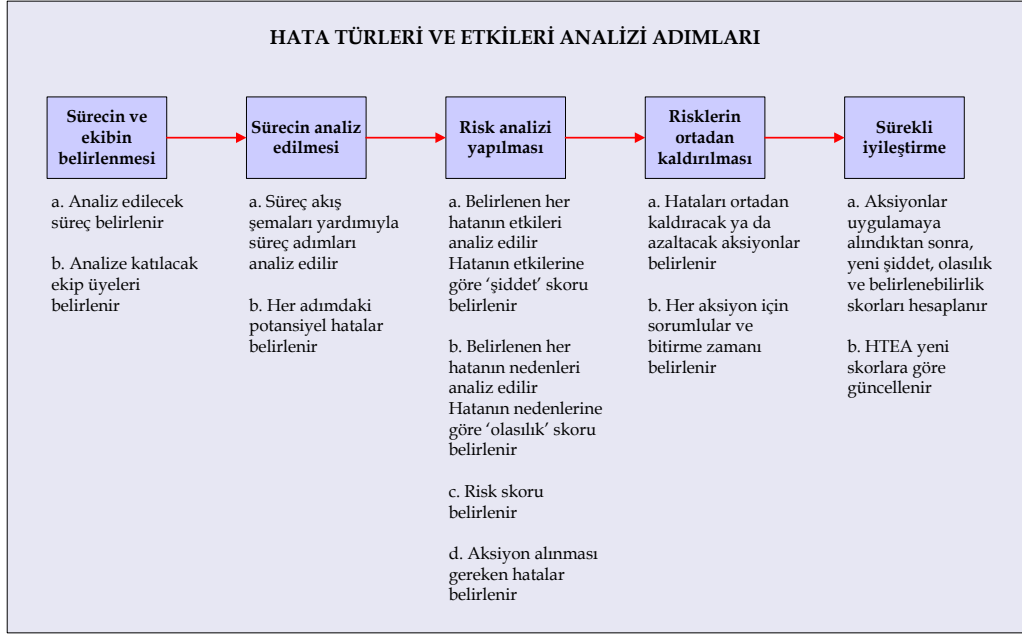 HATA TÜRLERİ VE ETKİLERİ ANALİZİ ADIMLARI
Sürecin ve
ekibin
belirlenmesi
a. Analiz edilecek
süreç belirlenir
b. Analize katılacak
ekip üyeleri
belirlenir
Sürecin analiz
edilmesi
a. Süreç akış
şemaları yardımıyla
süreç adımları
analiz edilir
b. Her adımdaki
potansiyel hatalar
belirlenir
Risk analizi
yapılması
a. Belirlenen her
hatanın etkileri
analiz edilir
Hatanın etkilerine
göre ‘şiddet’ skoru
belirlenir
b. Belirlenen her
hatanın nedenleri
analiz edilir
Hatanın nedenlerine
göre ‘olasılık’ skoru
belirlenir
c. Risk skoru
belirlenir
d. Aksiyon alınması
gereken hatalar
belirlenir
Risklerin
ortadan
kaldırılması
a. Hataları ortadan
kaldıracak ya da
azaltacak aksiyonlar
belirlenir
b. Her aksiyon için
sorumlular ve
bitirme zamanı
belirlenir
Sürekli
iyileştirme
a. Aksiyonlar
uygulamaya
alındıktan sonra,
yeni şiddet, olasılık
ve belirlenebilirlik
skorları hesaplanır
b. HTEA yeni
skorlara göre
güncellenir